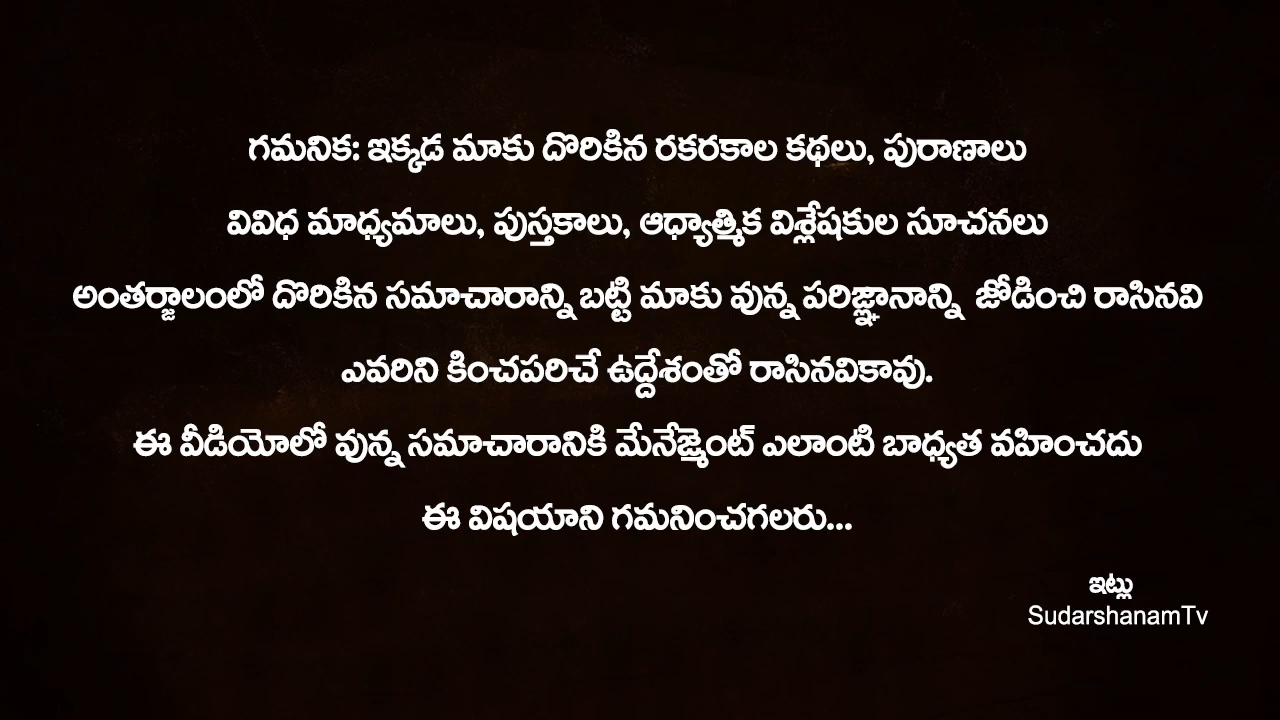 గమనిక: ఇక్కడ మాకు దొరికిన రకరకాల కథలు, పురాణాలు
వివిధ మాధ్యమాలు, పుస్తకాలు, ఆధ్యాత్మిక విశ్లేషకుల సూచనలు
అంతర్జాలంలో దొరికిన సమాచారాన్ని బట్టి మాకు వున్న పరిజ్ఞానాన్ని జోడించి రాసినవి
ఎవరిని కించపరిచే ఉద్దేశంతో రాసినవికావు.
ఈ వీడియోలో వున్న సమాచారానికి మేనేజ్మెంట్ ఎలాంటి బాధ్యత వహించదు
ఈ విషయాని గమనించగలరు...
ఇట్లు
SudarshanamTv